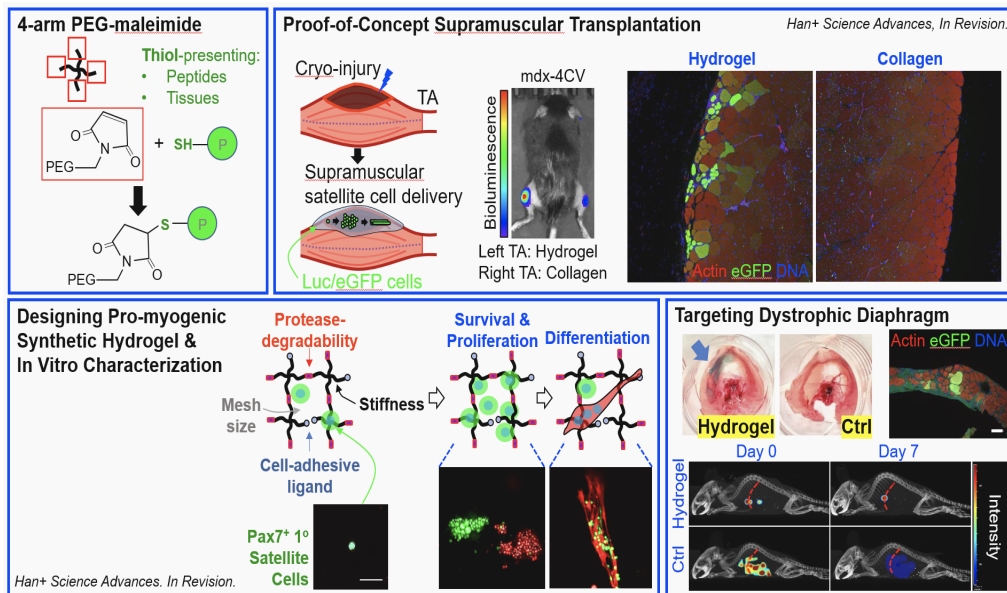 4-arm PEG-maleimide
Thiol-presenting:
• Peptides
• Tissues
O
N
O
PEG
+
SH
P
S
P
O
N
O
PEG
Proof-of-Concept Supramuscular Transplantation
Han+ Science Advances, In Revision.
Cryo-injury
TA
Supramuscular
satellite cell delivery
Luc/eGFP cells
mdx-4CV
Bioluminescence
Left TA: Hydrogel
Right TA: Collagen
Hydrogel
Collagen
Actin eGFP DNA
Designing Pro-myogenic
Synthetic Hydrogel &
In Vitro Characterization
Protease-
degradability
Mesh
size
Stiffness
Cell-adhesive
ligand
Pax7⁺ 1º
Satellite
Cells
Survival &
Proliferation
Differentiation
Han+ Science Advances. In Revision.
Targeting Dystrophic Diaphragm
Hydrogel
Ctrl
Actin eGFP DNA
Day 0
Day 7
Hydrogel
Ctrl
Intensity